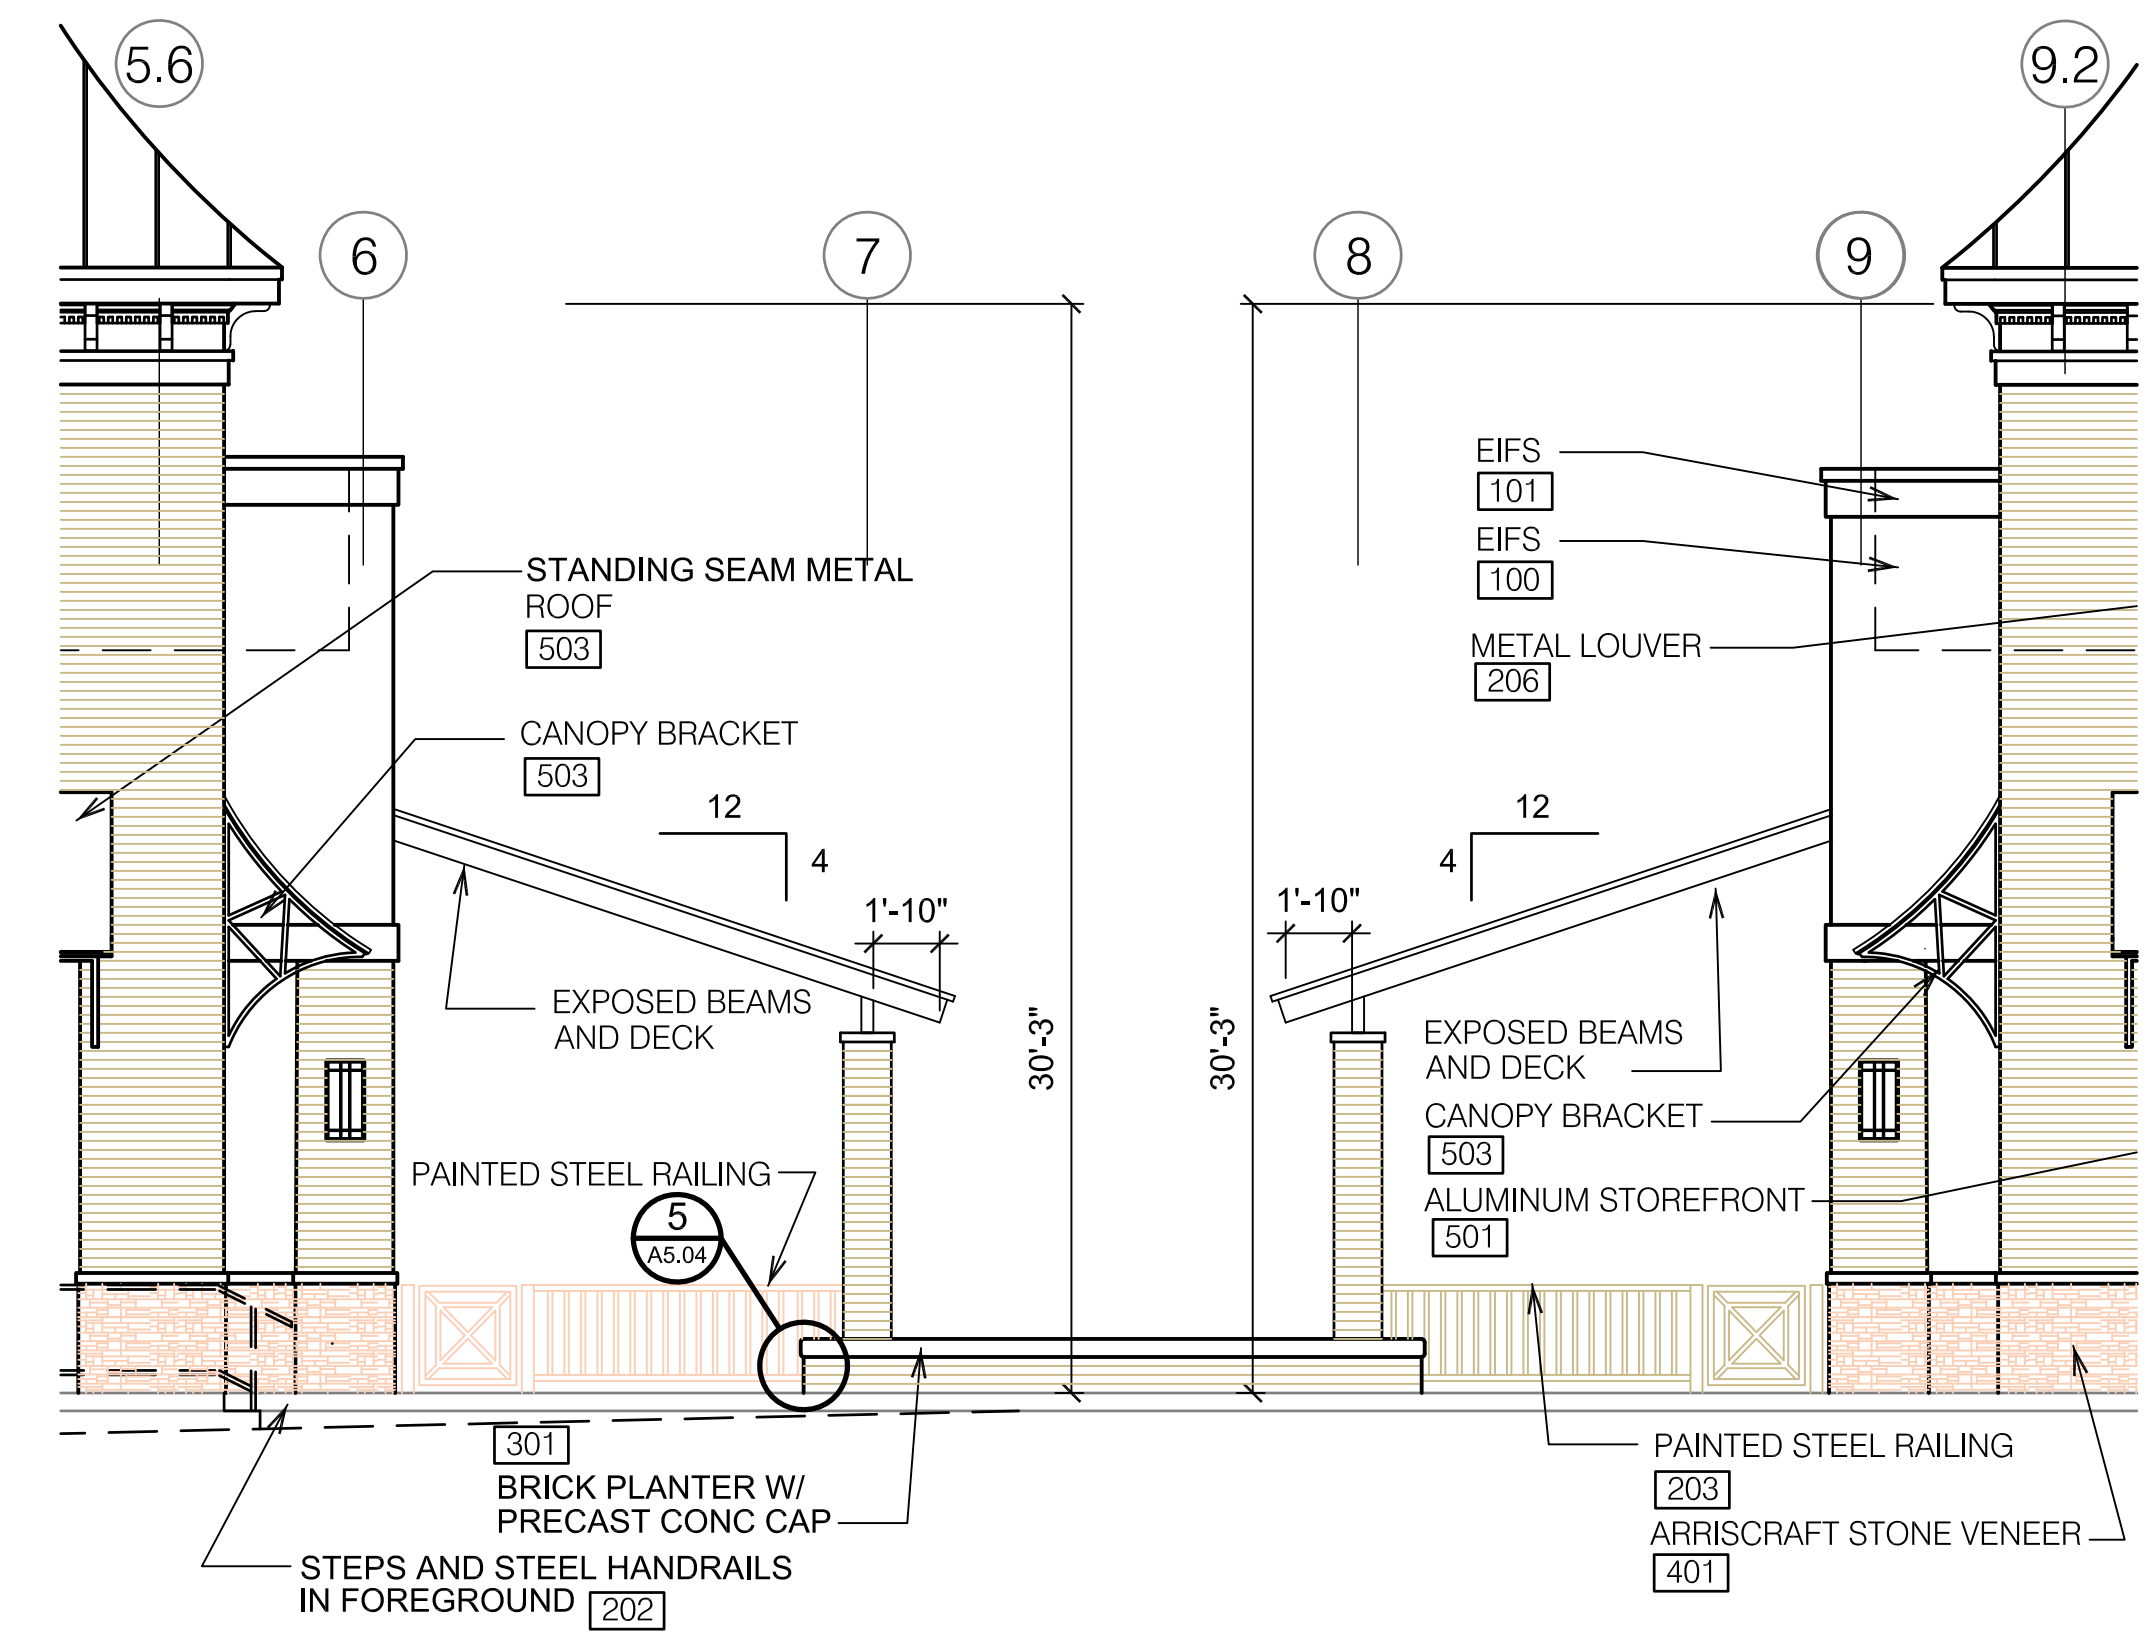 5.6
9.2
6
7
8
9
EIFS
101
EIFS
100
STANDING SEAM METAL
ROOF
503
METAL LOUVER
206
CANOPY BRACKET
503
12
4
12
4
1'-10"
1'-10"
EXPOSED BEAMS
AND DECK
30'-3"
30'-3"
EXPOSED BEAMS
AND DECK
CANOPY BRACKET
503
PAINTED STEEL RAILING
5
A5.04
ALUMINUM STOREFRONT
501
301
BRICK PLANTER W/
PRECAST CONC CAP
STEPS AND STEEL HANDRAILS
IN FOREGROUND 202
PAINTED STEEL RAILING
203
ARRISCRAFT STONE VENEER
401